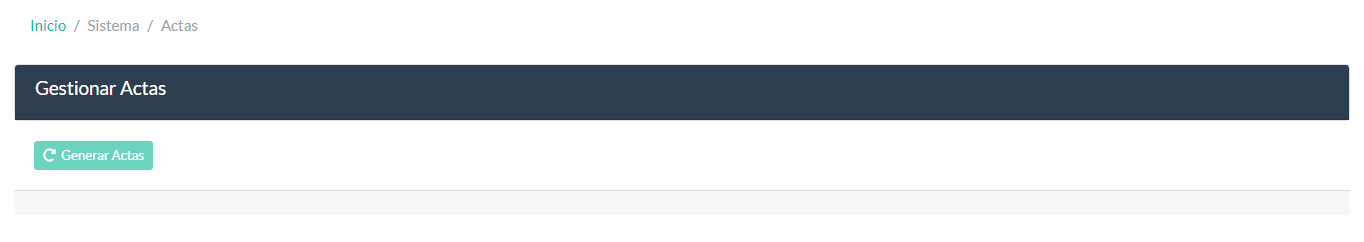 Inicio / Sistema / Actas
Gestionar Actas
Generar Actas